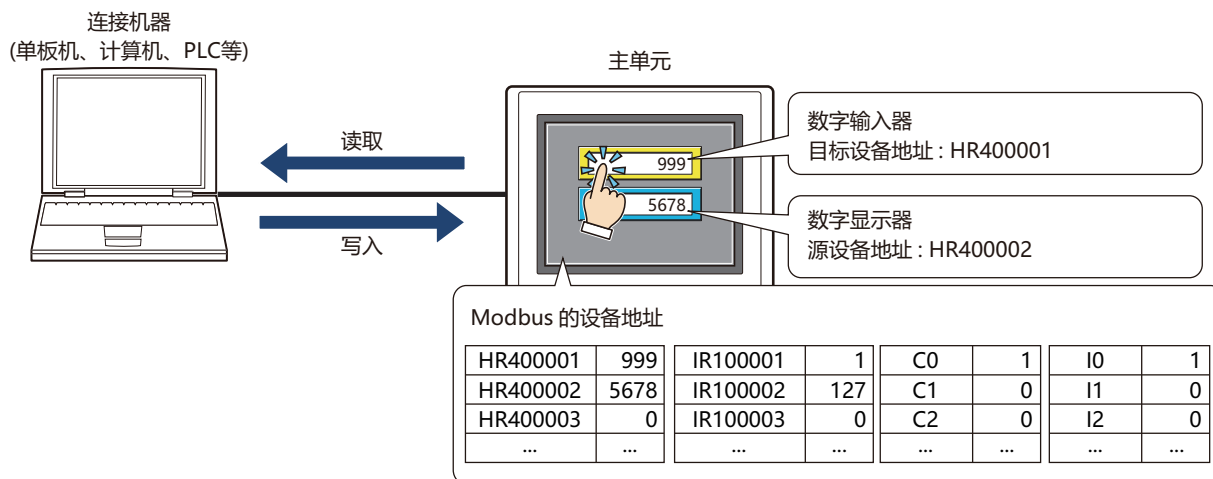 连接机器
(单板机、计算机、PLC等)
主单元
读取
写入
999
5678
数字输入器
目标设备地址 : HR400001
数字显示器
源设备地址 : HR400002
Modbus 的设备地址
HR400001 999 IR100001 1 C0 1 I0 1
HR400002 5678 IR100002 127 C1 0 I1 0
HR400003 0 IR100003 0 C2 0 I2 0
... ... ... ... ... ... ... ...